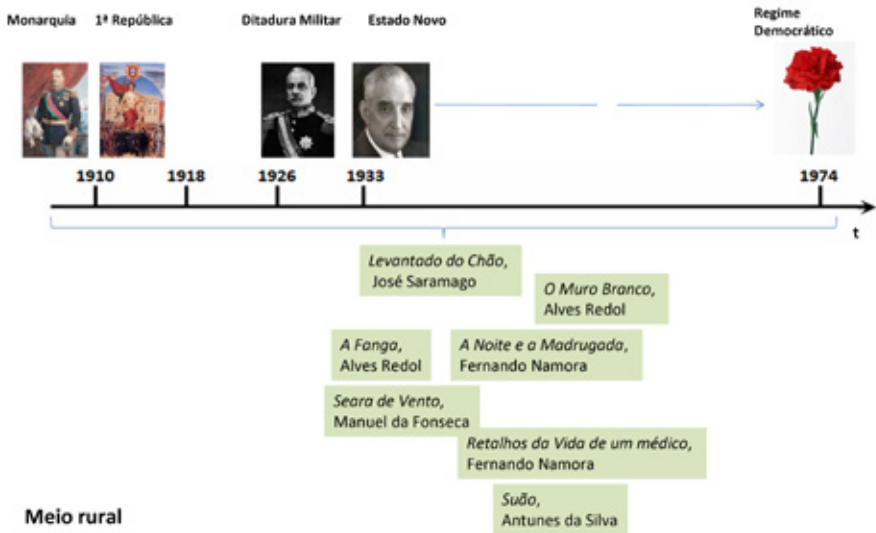 Monarquia 1ª República Ditadura Militar Estado Novo Regime
Democrático
1910 1918 1926 1933 1974
t
Levantado do Chão,
José Saramago
O Muro Branco,
Alves Redol
A Fanga,
Alves Redol
A Noite e a Madrugada,
Fernando Namora
Seara de Vento,
Manuel da Fonseca
Retalhos da Vida de um médico,
Fernando Namora
Suão,
Antunes da Silva
Meio rural